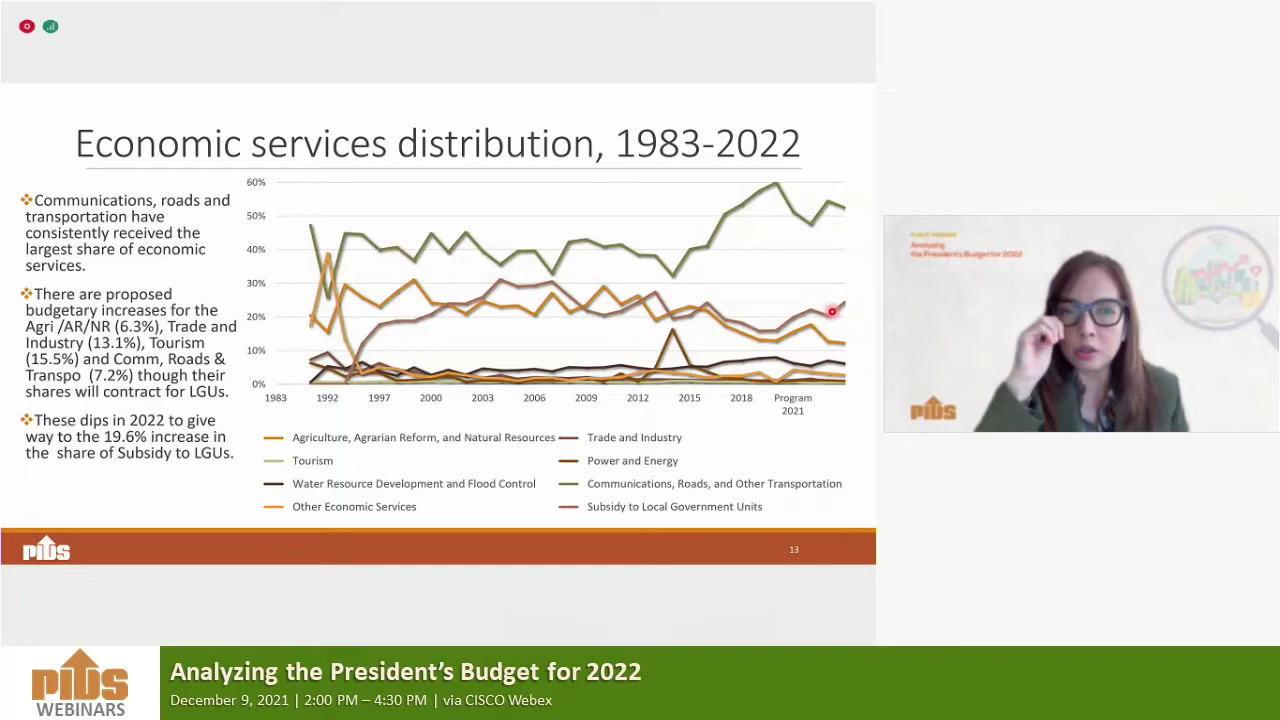 Economic services distribution, 1983-2022
❖Communications, roads and
transportation have
consistently received the
largest share of economic
services.
❖There are proposed
budgetary increases for the
Agri /AR/NR (6.3%), Trade and
Industry (13.1%), Tourism
(15.5%) and Comm, Roads &
Transpo (7.2%) though their
shares will contract for LGUs.
❖These dips in 2022 to give
way to the 19.6% increase in
the share of Subsidy to LGUs.
60%
50%
40%
30%
20%
10%
0%
1983 1992 1997 2000 2003 2006 2009 2012 2015 2018 Program
2021
Agriculture, Agrarian Reform, and Natural Resources Trade and Industry
Tourism Power and Energy
Water Resource Development and Flood Control Communications, Roads, and Other Transportation
Other Economic Services Subsidy to Local Government Units
PIDS
13
PUBLIC WEBINAR
Analyzing
the President's Budget for 2022
PIDS
PIDS
WEBINARS
Analyzing the President's Budget for 2022
December 9, 2021 | 2:00 PM – 4:30 PM | via CISCO Webex